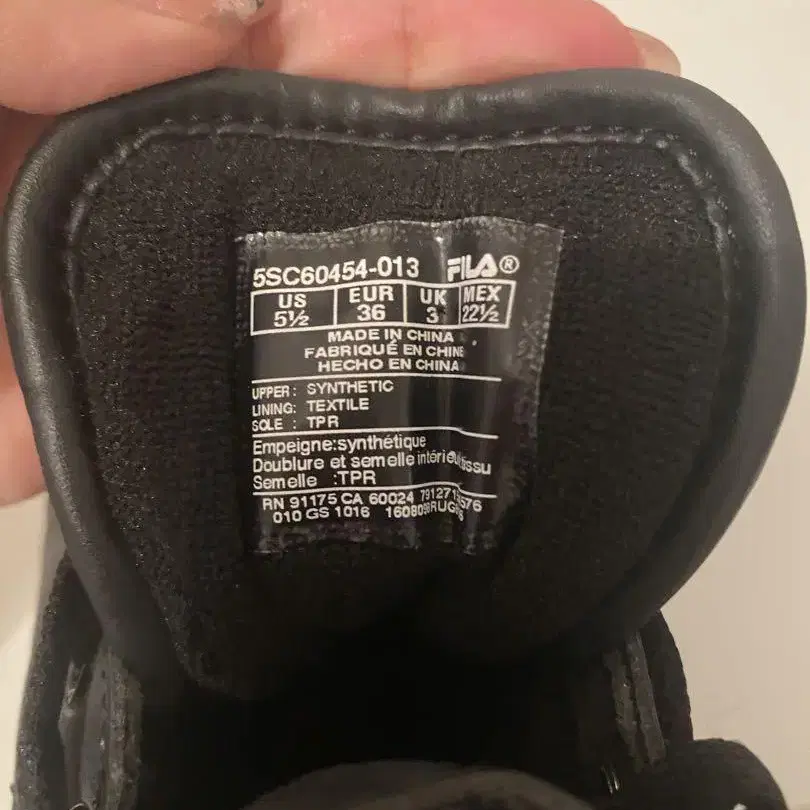 5SC60454-013 FILA®
US EUR UK MEX
5½ 36 3 22½
MADE IN CHINA
FABRIQUÉ EN CHINE
HECHO EN CHINA
UPPER: SYNTHETIC
LINING: TEXTILE
SOLE : TPR
Empeigne:synthétique
Doublure et semelle intérieu tissu
Semelle :TPR
RN 91175 CA 60024
010 GS 1016